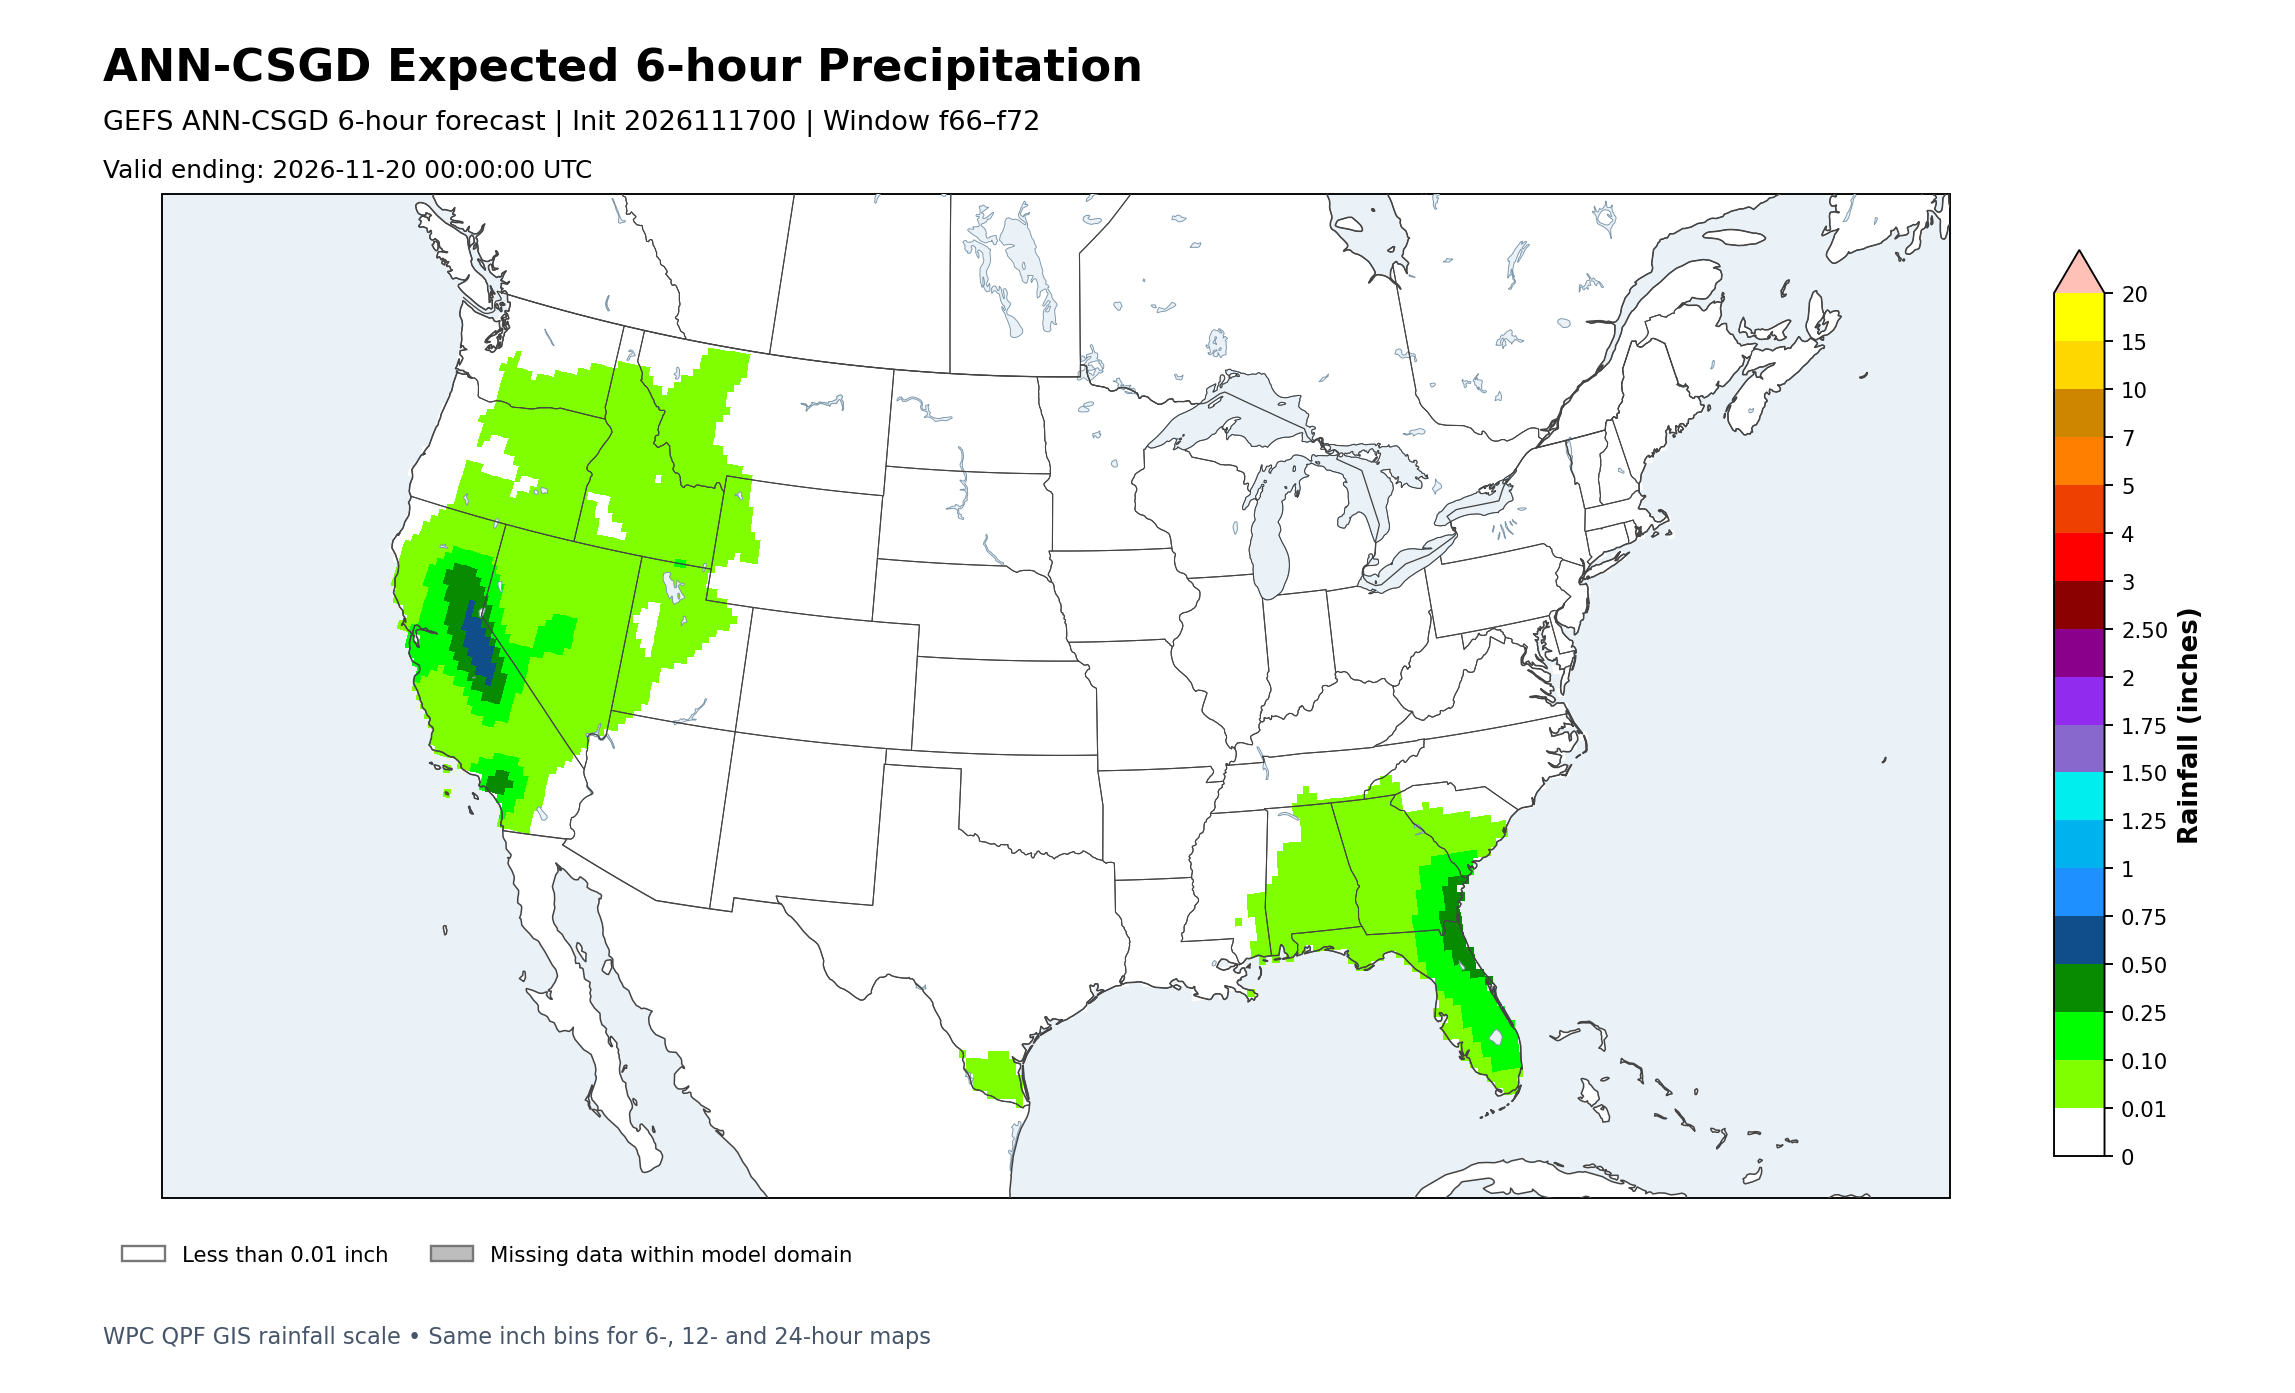 ANN-CSGD Expected 6-hour Precipitation
GEFS ANN-CSGD 6-hour forecast | Init 2026111700 | Window f66–f72
Valid ending: 2026-11-20 00:00:00 UTC
20
15
10
7
5
4
3
2.50
2
1.75
1.50
1.25
1
0.75
0.50
0.25
0.10
0.01
0
Rainfall (inches)
Less than 0.01 inch
Missing data within model domain
WPC QPF GIS rainfall scale • Same inch bins for 6-, 12- and 24-hour maps